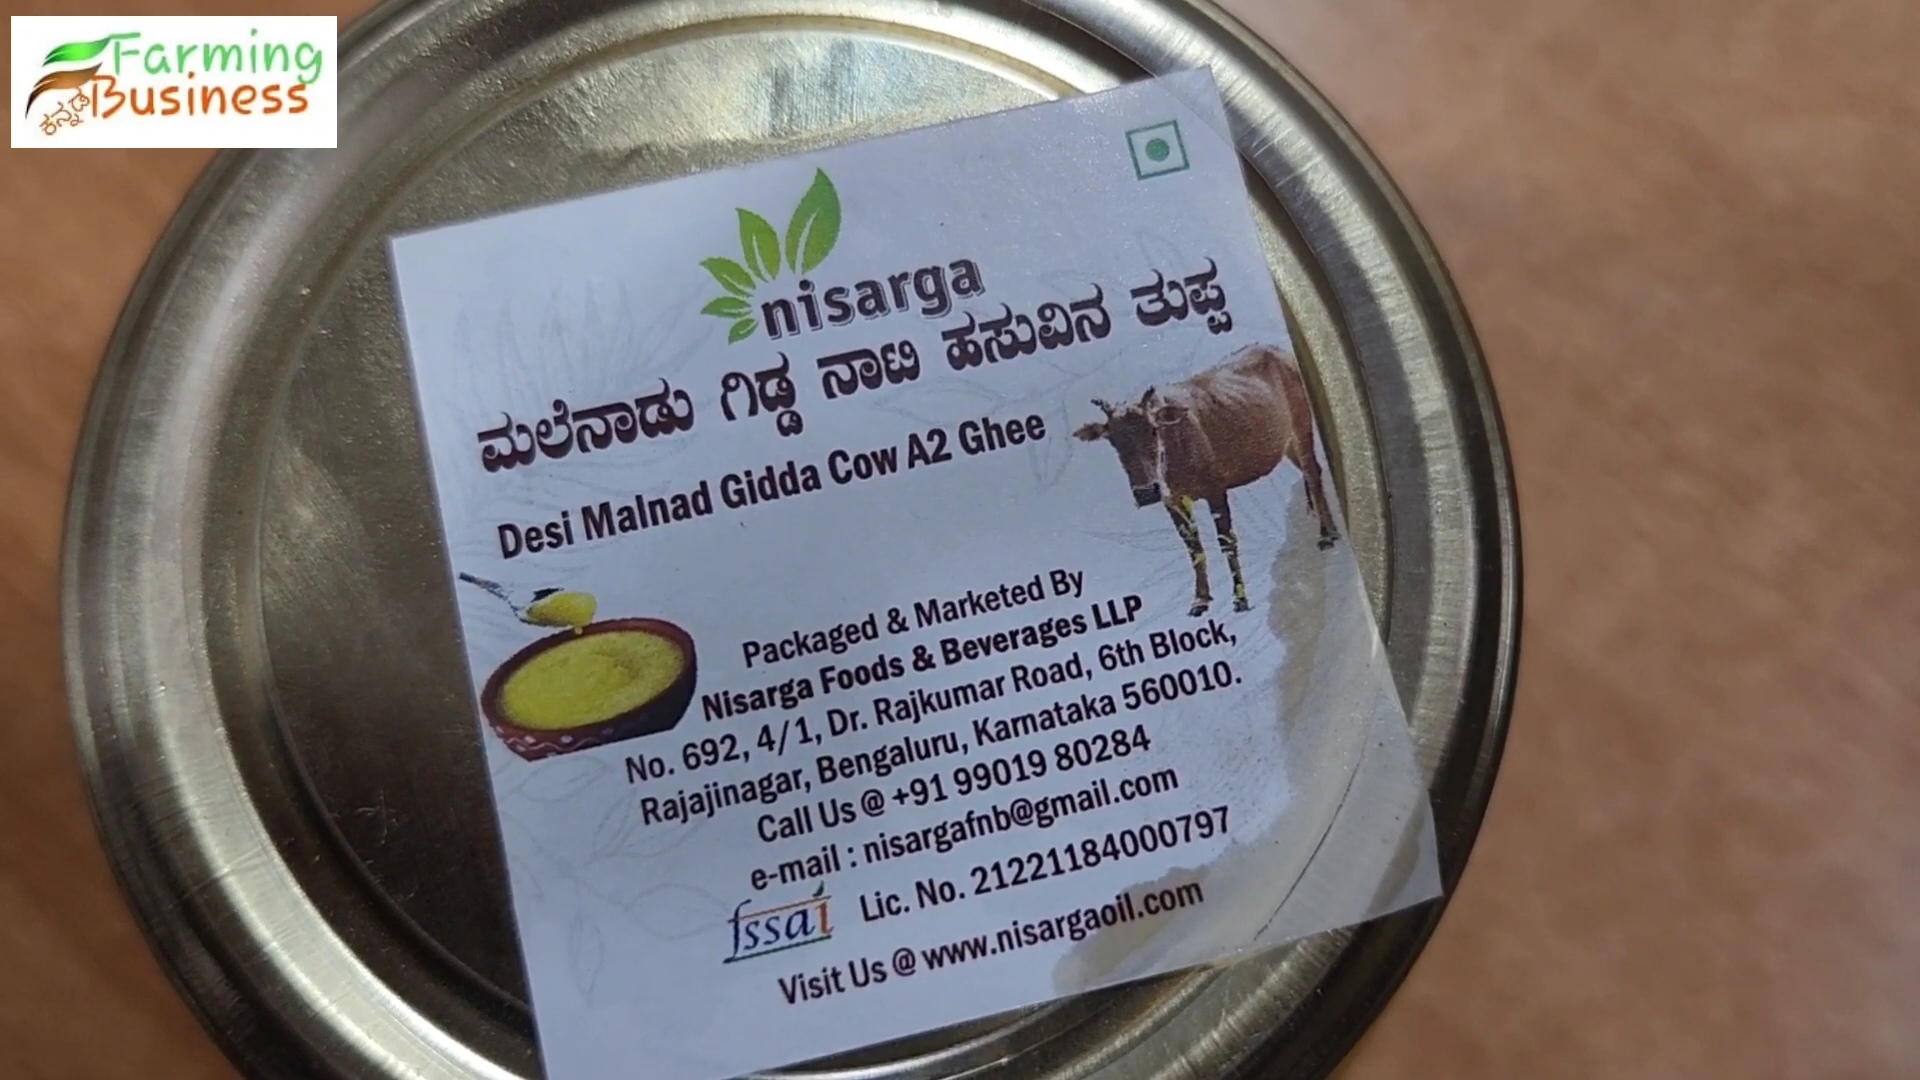 Farming
ಕನ್ನಡ Business
nisarga
ಮಲೆನಾಡು ಗಿಡ್ಡ ನಾಟಿ ಹಸುವಿನ ತುಪ್ಪ
Desi Malnad Gidda Cow A2 Ghee
Packaged & Marketed By
Nisarga Foods & Beverages LLP
No. 692, 4/1, Dr. Rajkumar Road, 6th Block,
Rajajinagar, Bengaluru, Karnataka 560010.
Call Us @ +91 99019 80284
e-mail : nisargafnb@gmail.com
fssai Lic. No. 21221184000797
Visit Us @ www.nisargaoil.com